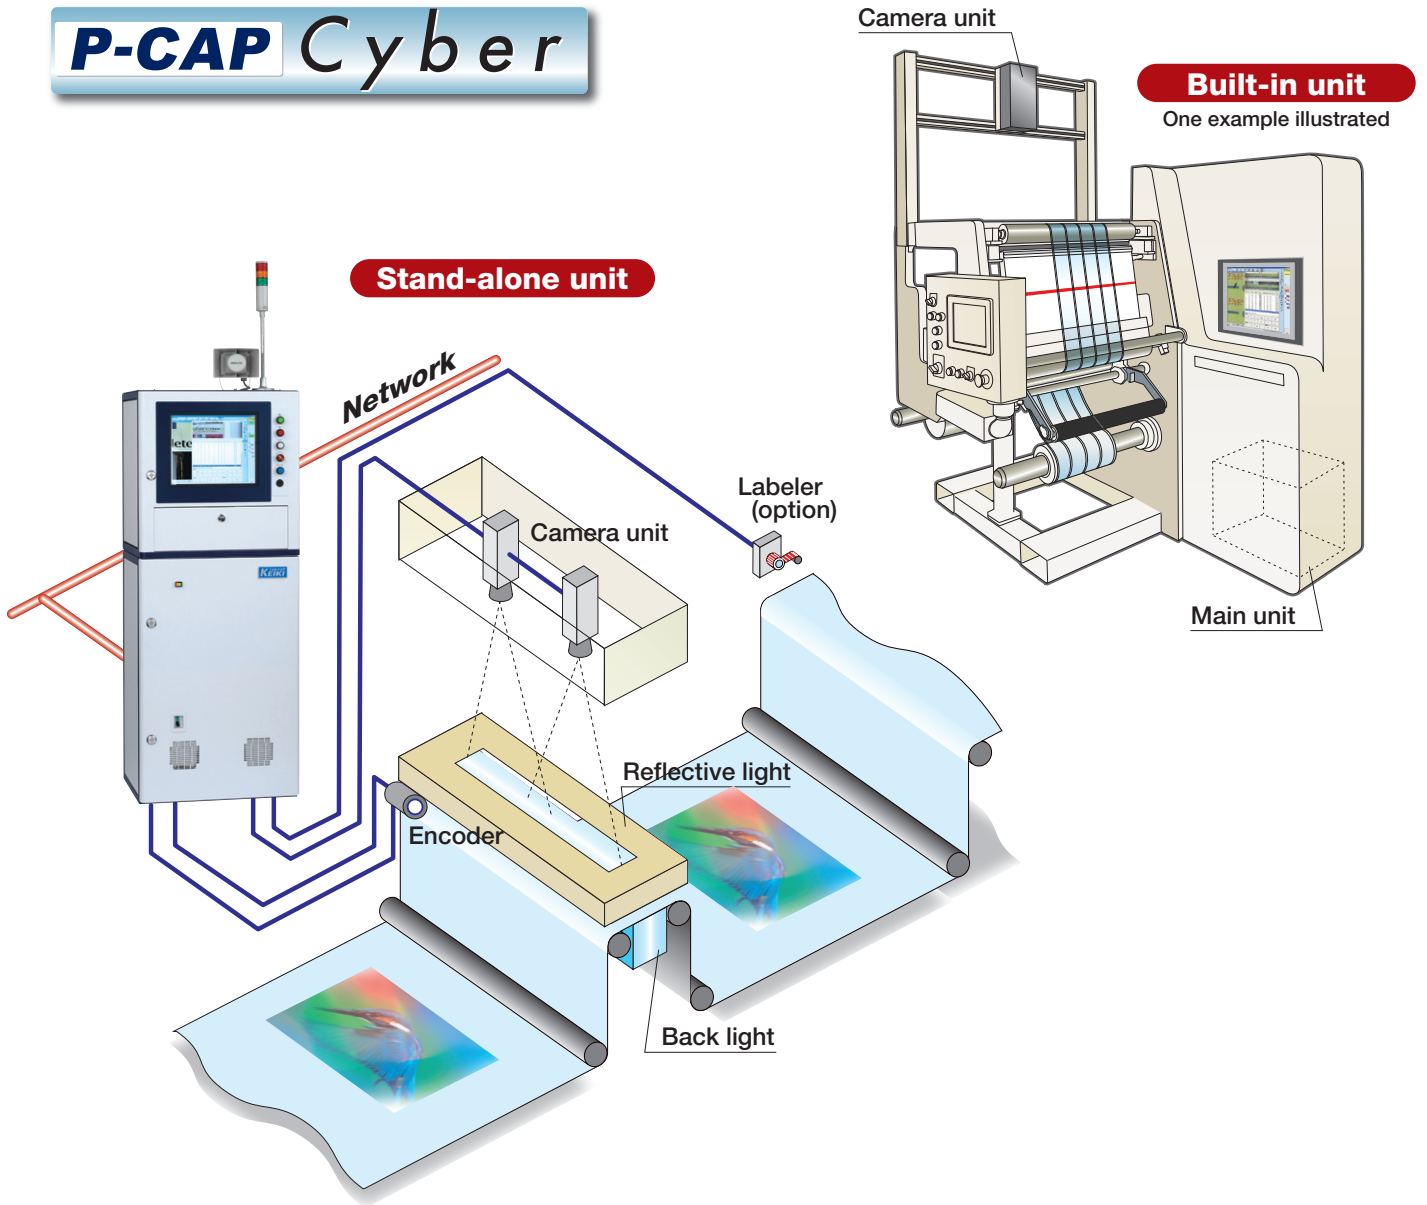 P-CAP Cyber
Camera unit
Built-in unit
One example illustrated
Stand-alone unit
Network
Labeler
(option)
Camera unit
KEIKI
Main unit
Reflective light
Encoder
Back light